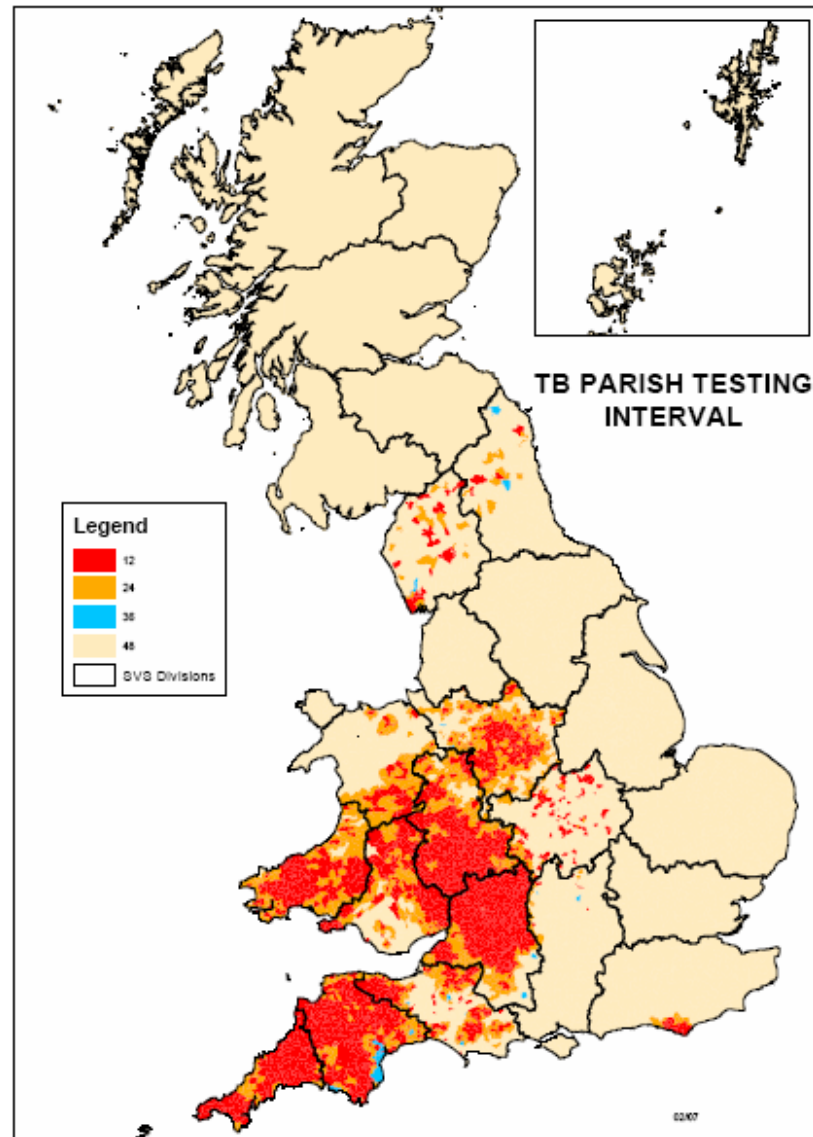 TB PARISH TESTING
INTERVAL
Legend
12
24
36
48
SVS Divisions
02/07